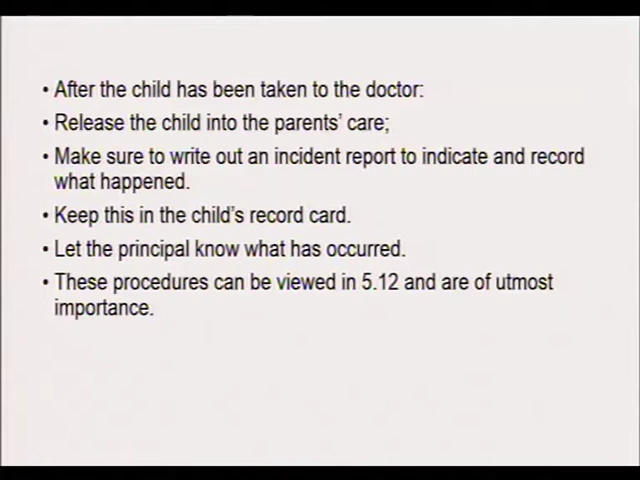 • After the child has been taken to the doctor:
• Release the child into the parents' care;
• Make sure to write out an incident report to indicate and record
what happened.
• Keep this in the child's record card.
• Let the principal know what has occurred.
• These procedures can be viewed in 5.12 and are of utmost
importance.